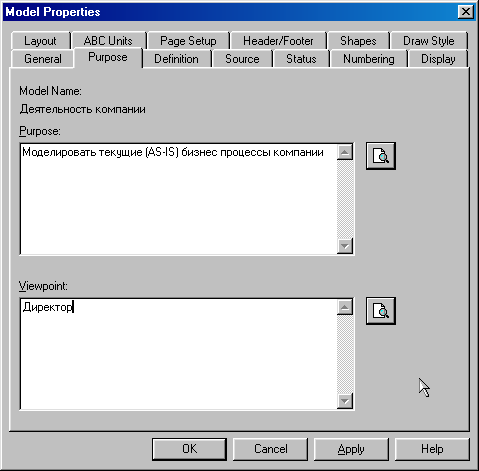 Model Properties
Layout ABC Units Page Setup Header/Footer Shapes Draw Style
General Purpose Definition Source Status Numbering Display
Model Name:
Деятельность компании
Purpose:
Моделировать текущие (AS-IS) бизнес процессы компании
Viewpoint:
Директор
OK Cancel Apply Help